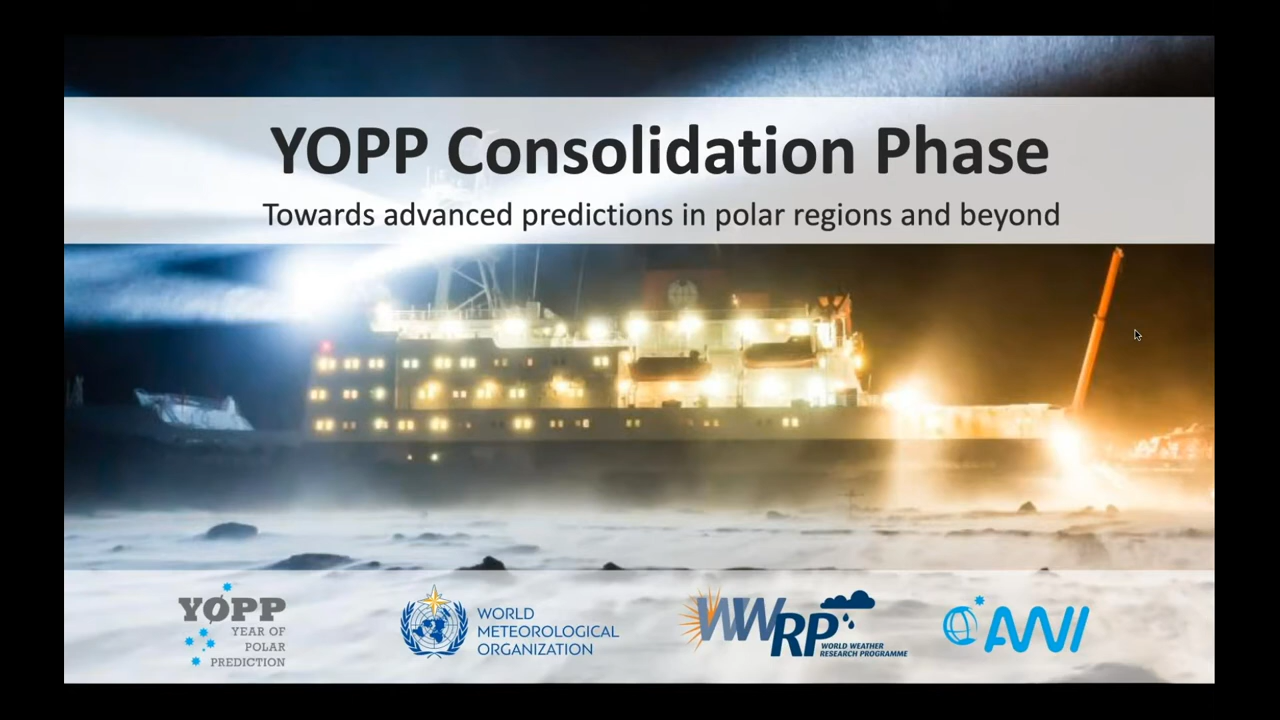 YOPP Consolidation Phase
Towards advanced predictions in polar regions and beyond
YOPP
YEAR OF
POLAR
PREDICTION
WORLD
METEOROLOGICAL
ORGANIZATION
WWRP
WORLD WEATHER
RESEARCH PROGRAMME
AWI